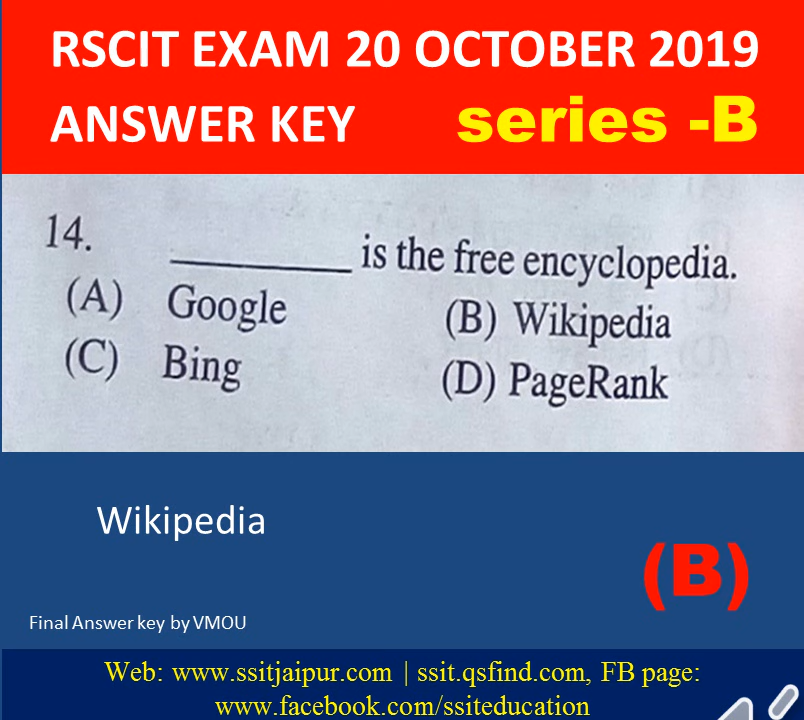 RSCIT EXAM 20 OCTOBER 2019
ANSWER KEY series -B
14. ________ is the free encyclopedia.
(A) Google (B) Wikipedia
(C) Bing (D) PageRank
Wikipedia
(B)
Final Answer key by VMOU
Web: www.ssitjaipur.com | ssit.qsfind.com, FB page:
www.facebook.com/ssiteducation